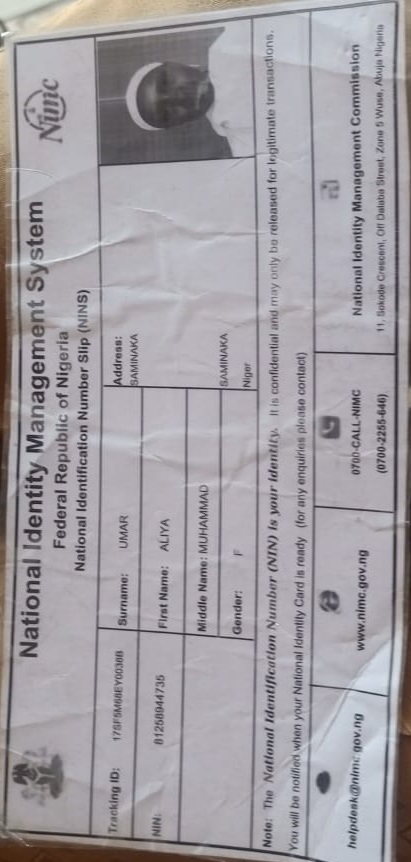 National Identity Management System
Federal Republic of Nigeria
National Identification Number Slip (NINS)
Nimc
Tracking ID:
Surname: UMAR
Address:
SAMINAKA
NIN: 81258944735
First Name: ALIYA
Middle Name: MUHAMMAD
SAMINAKA
Gender: F
Niger
Note: The National Identification Number (NIN) is your identity. It is confidential and may only be released for legitimate transactions.
You will be notified when your National Identity Card is ready (for any enquiries please contact)
helpdesk@nimc.gov.ng
www.nimc.gov.ng
0700-CALL-NIMC
(0700-2255-646)
National Identity Management Commission
11, Sokode Crescent, Off Dalaba Street, Zone 5 Wuse, Abuja Nigeria